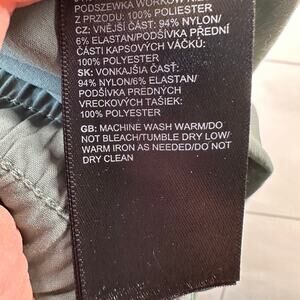 PODSZEWKA WORKÓW
Z PRZODU: 100% POLIESTER
CZ: VNĚJŠÍ ČÁST: 94% NYLON/
6% ELASTAN/PODŠÍVKA PŘEDNÍ
ČÁSTI KAPSOVÝCH VÁČKŮ:
100% POLYESTER
SK: VONKAJŠIA ČASŤ:
94% NYLON/6% ELASTAN/
PODŠÍVKA PREDNÝCH
VRECKOVÝCH TAŠIEK:
100% POLYESTER
GB: MACHINE WASH WARM/DO
NOT BLEACH/TUMBLE DRY LOW/
WARM IRON AS NEEDED/DO NOT
DRY CLEAN